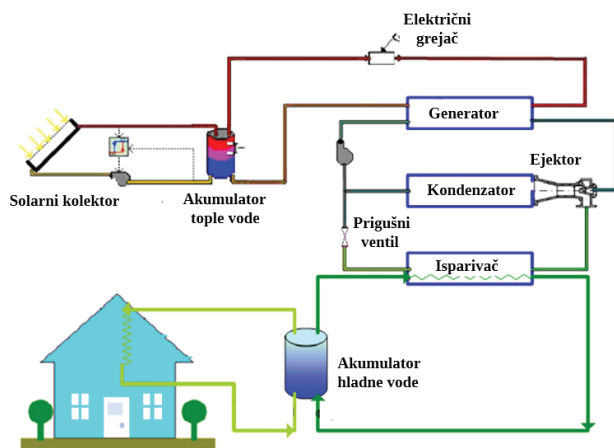 Električni
grejač
Generator
Ejektor
Kondenzator
Solarni kolektor
Akumulator
tople vode
Prigušni
ventil
Isparivač
Akumulator
hladne vode